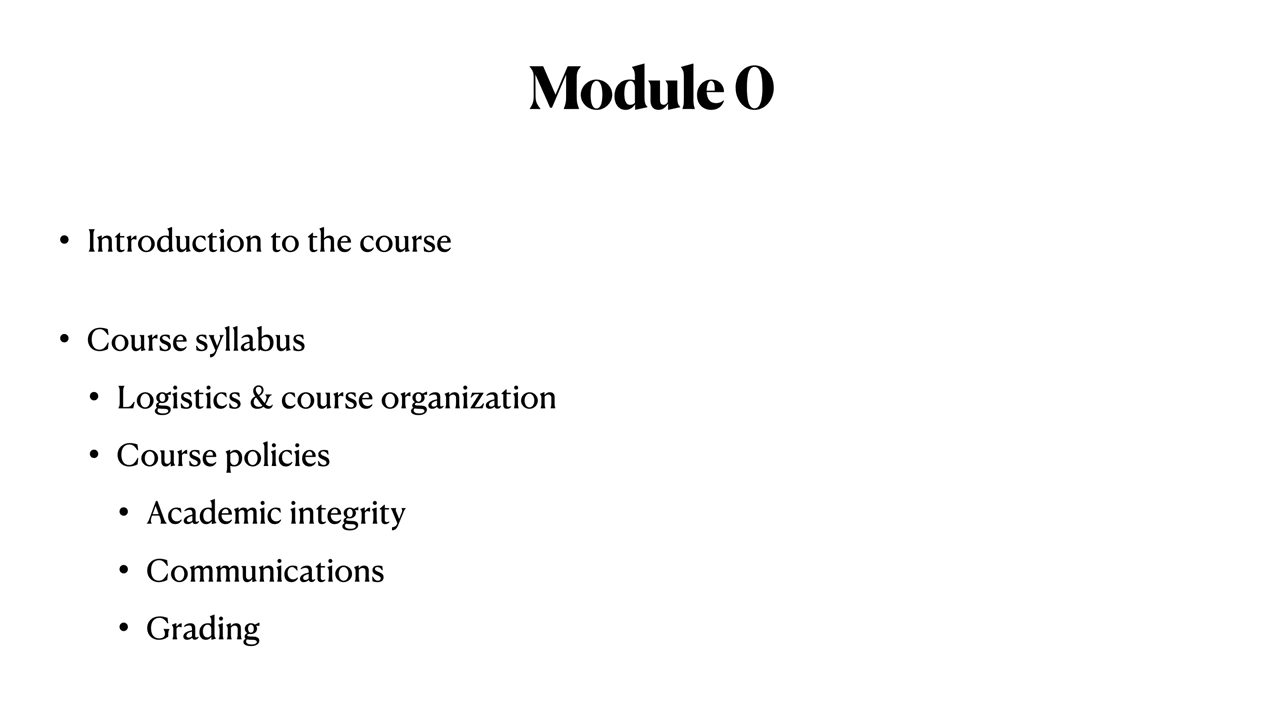 Module 0
• Introduction to the course
• Course syllabus
• Logistics & course organization
• Course policies
• Academic integrity
• Communications
• Grading